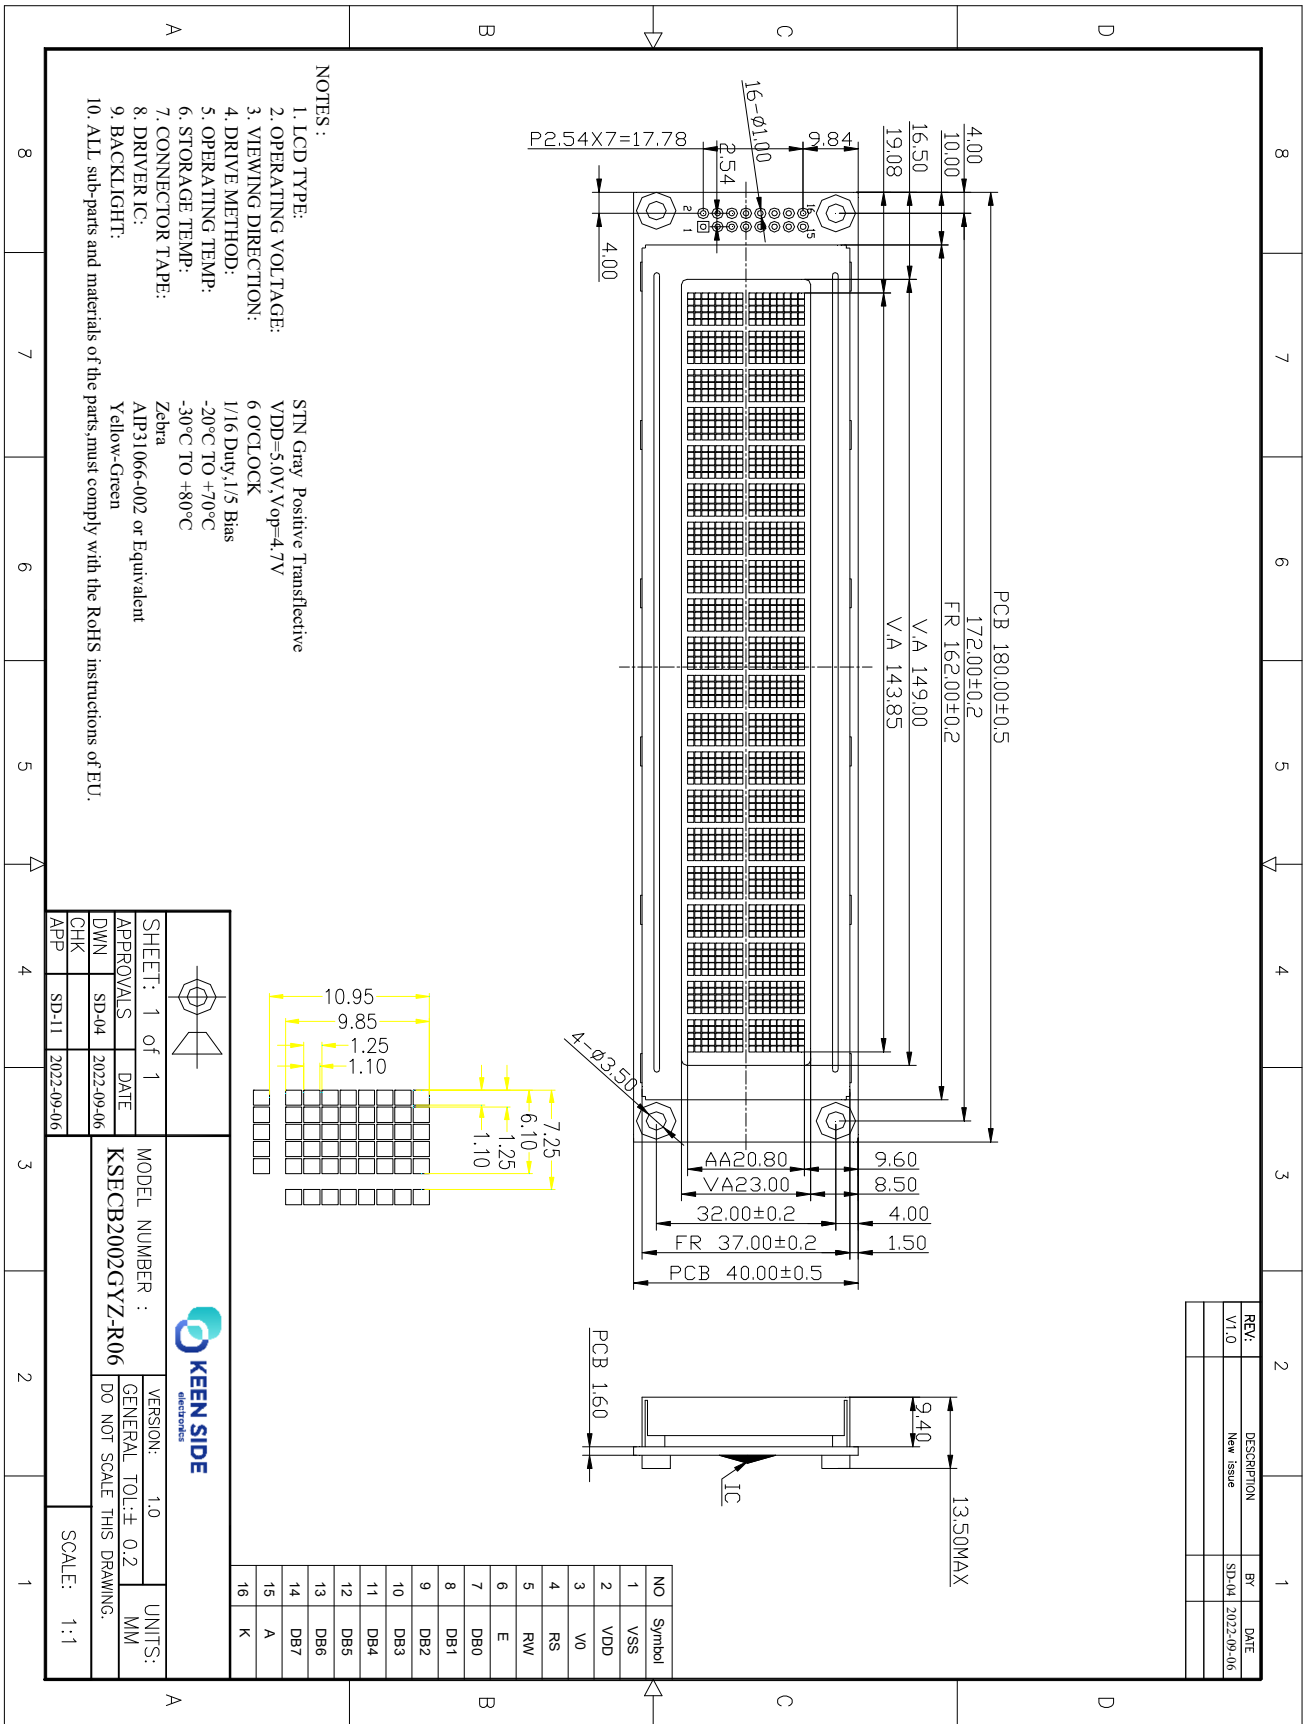 8
7
6
5
4
3
2
1
D
C
B
A
D
C
B
A
8
7
6
5
4
3
2
1
REV:
DESCRIPTION
BY
DATE
V1.0
New issue
SD-04
2022-09-06
PCB 180.00±0.5
172.00±0.2
FR 162.00±0.2
V.A 149.00
V.A 143.85
4.00
10.00
16.50
19.08
16-Ø1.00
9.84
P2.54X7=17.78
2.54
4.00
2
1
16
15
4-Ø3.50
9.60
AA20.80
8.50
VA23.00
4.00
32.00±0.2
1.50
FR 37.00±0.2
PCB 40.00±0.5
13.50MAX
9.40
IC
PCB 1.60
7.25
6.10
1.25
1.10
10.95
9.85
1.25
1.10
NO Symbol
1 VSS
2 VDD
3 V0
4 RS
5 RW
6 E
7 DB0
8 DB1
9 DB2
10 DB3
11 DB4
12 DB5
13 DB6
14 DB7
15 A
16 K
NOTES :
1. LCD TYPE: STN Gray Positive Transflective
2. OPERATING VOLTAGE: VDD=5.0V,Vop=4.7V
3. VIEWING DIRECTION: 6 O'CLOCK
4. DRIVE METHOD: 1/16 Duty,1/5 Bias
5. OPERATING TEMP: -20°C TO +70°C
6. STORAGE TEMP: -30°C TO +80°C
7. CONNECTOR TAPE: Zebra
8. DRIVER IC: AIP31066-002 or Equivalent
9. BACKLIGHT: Yellow-Green
10. ALL sub-parts and materials of the parts,must comply with the RoHS instructions of EU.
SHEET: 1 of 1
APPROVALS
DATE
DWN SD-04 2022-09-06
CHK
APP SD-11 2022-09-06
KEEN SIDE
electronics
MODEL NUMBER :
KSECB2002GYZ-R06
VERSION: 1.0
GENERAL TOL:± 0.2
DO NOT SCALE THIS DRAWING.
UNITS:
MM
SCALE: 1:1